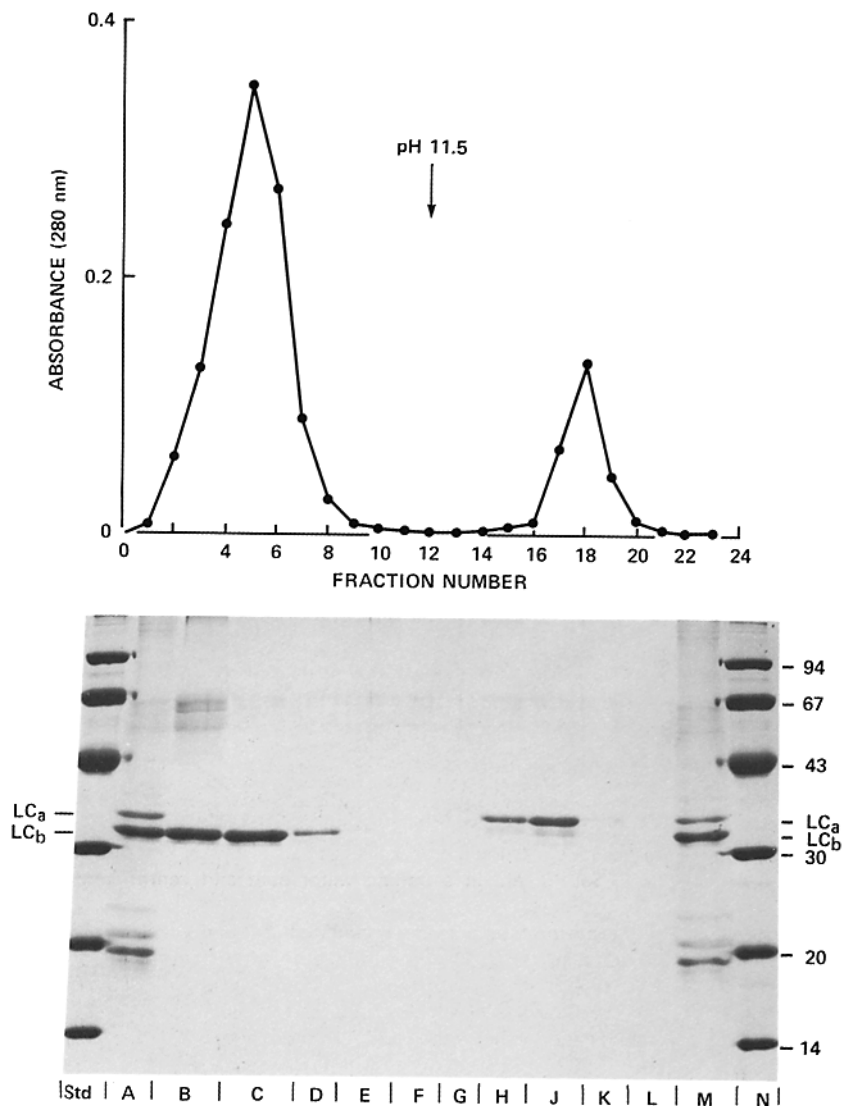 0.4
pH 11.5
0.2
ABSORBANCE (280 nm)
0
0 4 6 8 10 12 14 16 18 20 22 24
FRACTION NUMBER
94
67
43
LCa
LCb
LCa
LCb
30
20
14
Std A B C D E F G H J K L M N